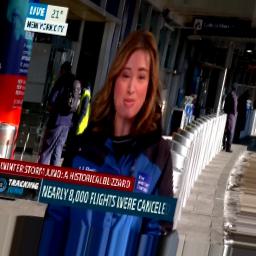 LIVE 21°
NEW YORK CITY
WINTER STORM JUNO: A HISTORICAL BLIZZARD
TRACKING
NEARLY 8,000 FLIGHTS WERE CANCELE